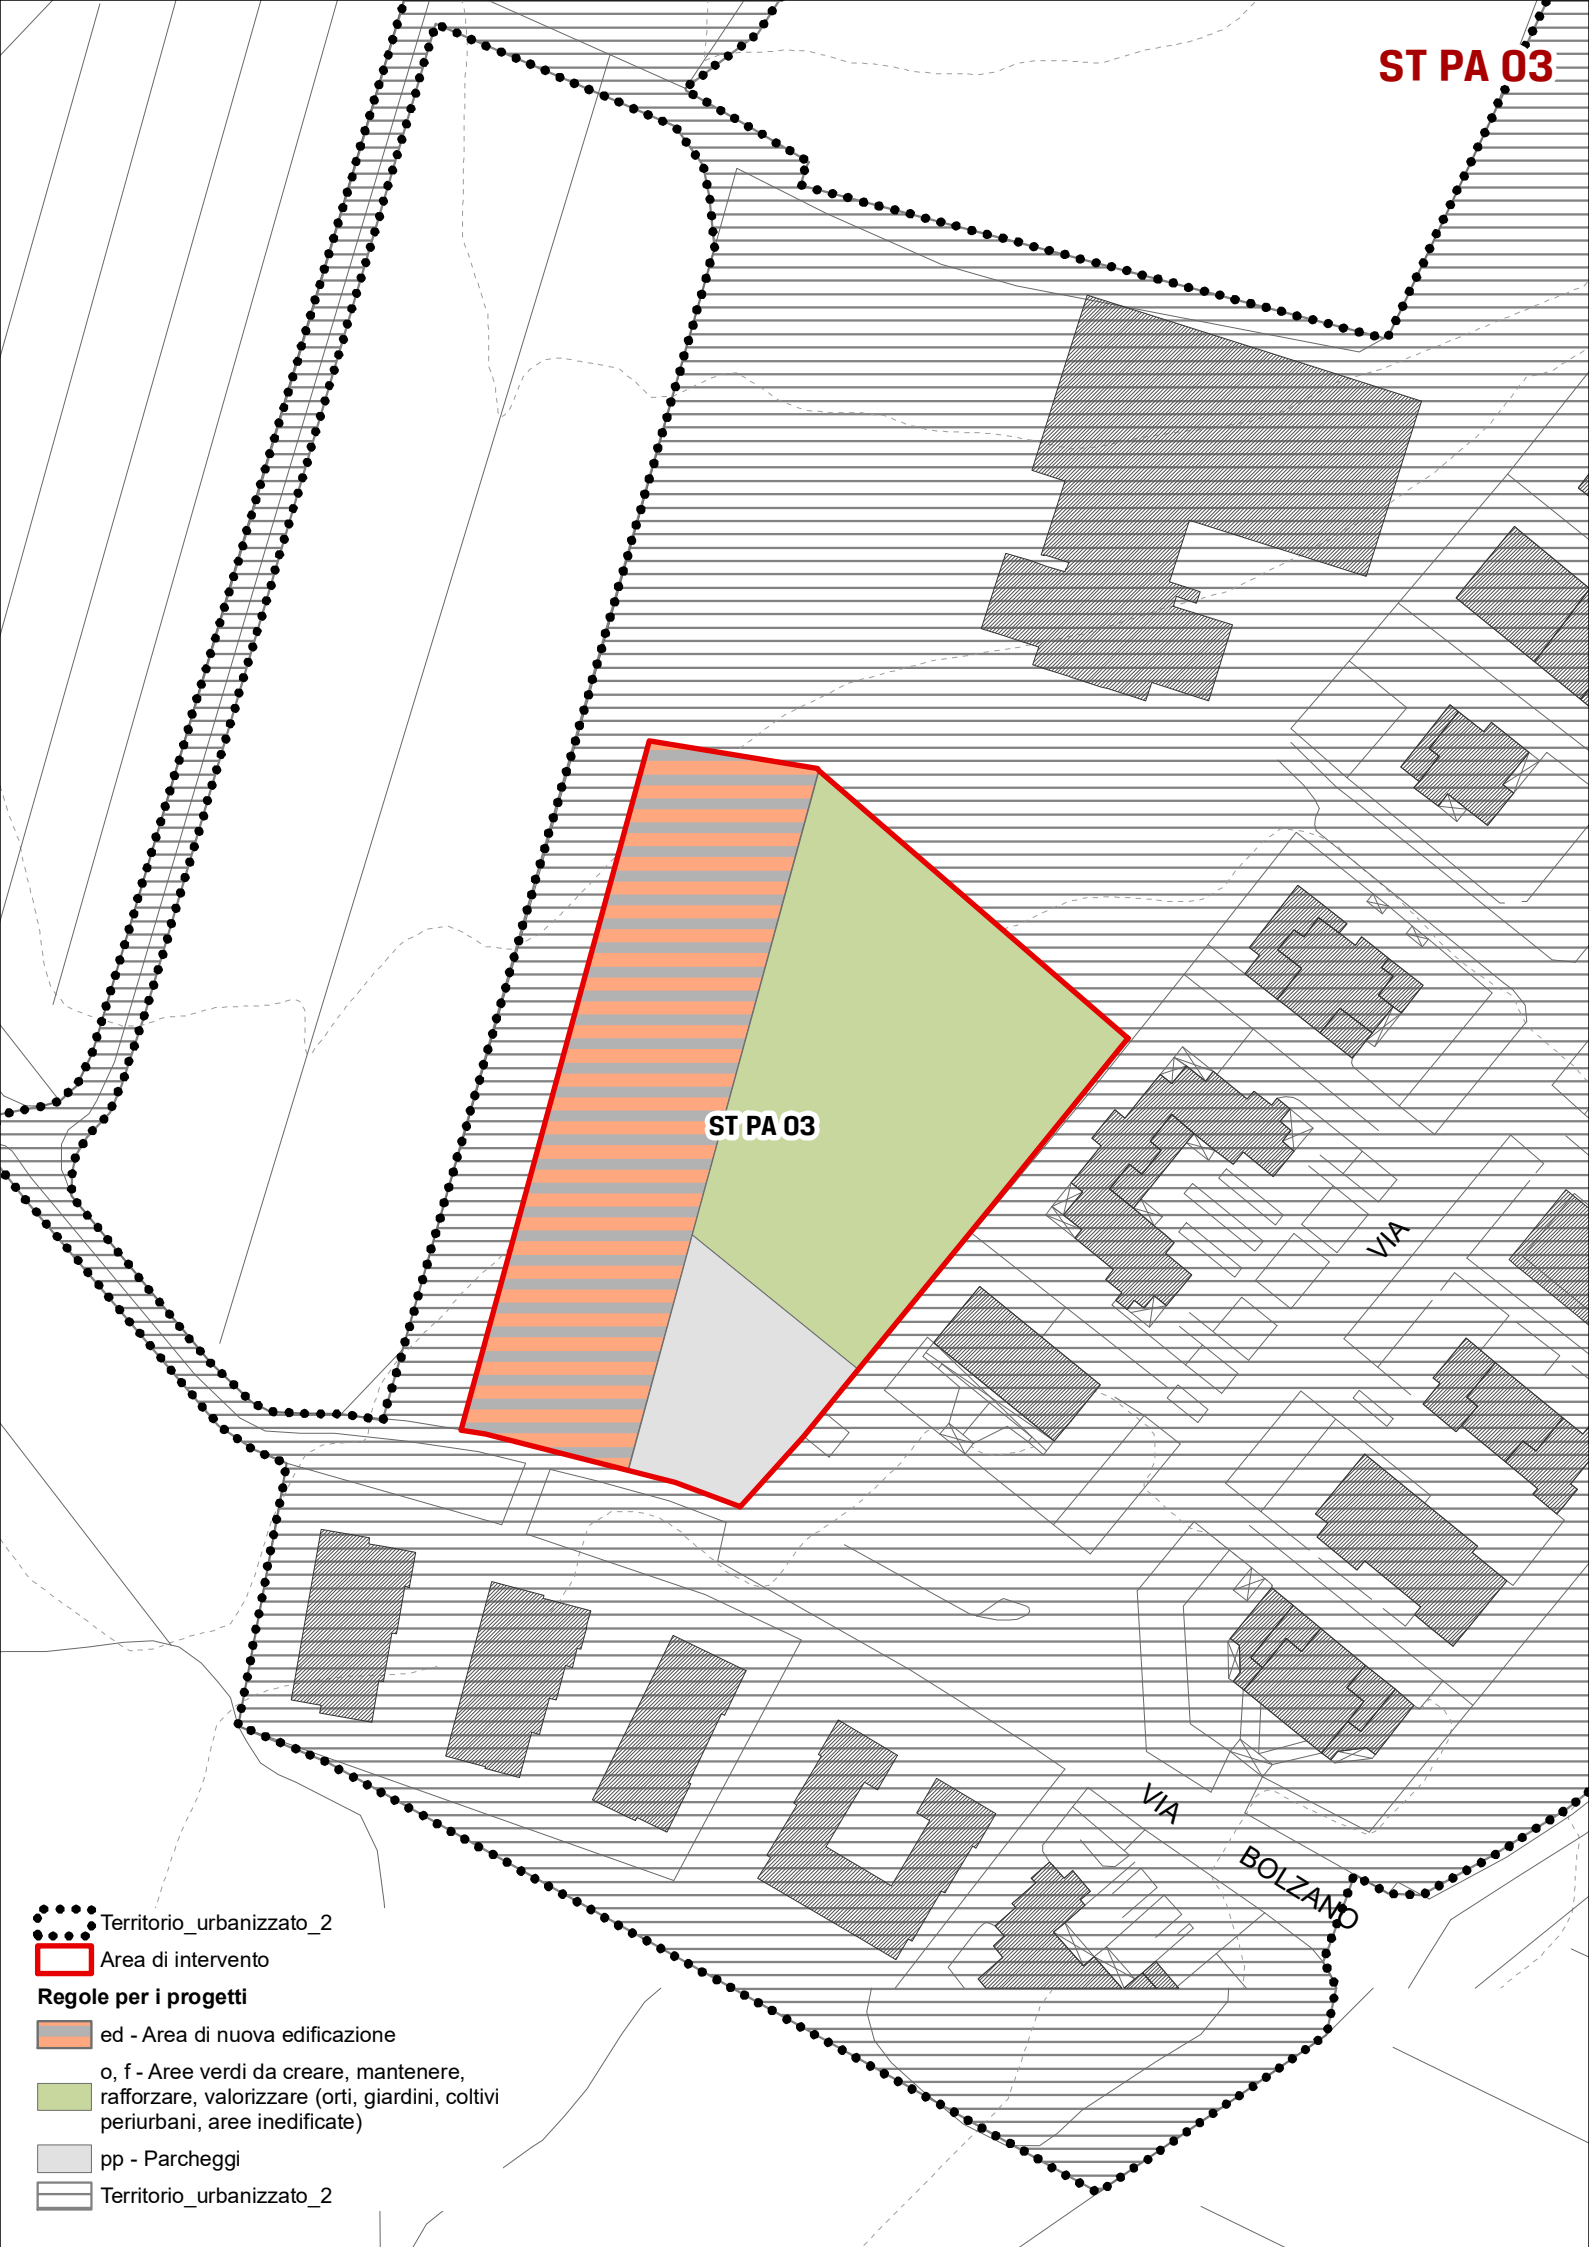 ST PA 03
ST PA 03
VIA
VIA
BOLZANO
Territorio_urbanizzato_2
Area di intervento
Regole per i progetti
ed - Area di nuova edificazione
o, f - Aree verdi da creare, mantenere,
rafforzare, valorizzare (orti, giardini, coltivi
periurbani, aree inedificate)
pp - Parcheggi
Territorio_urbanizzato_2